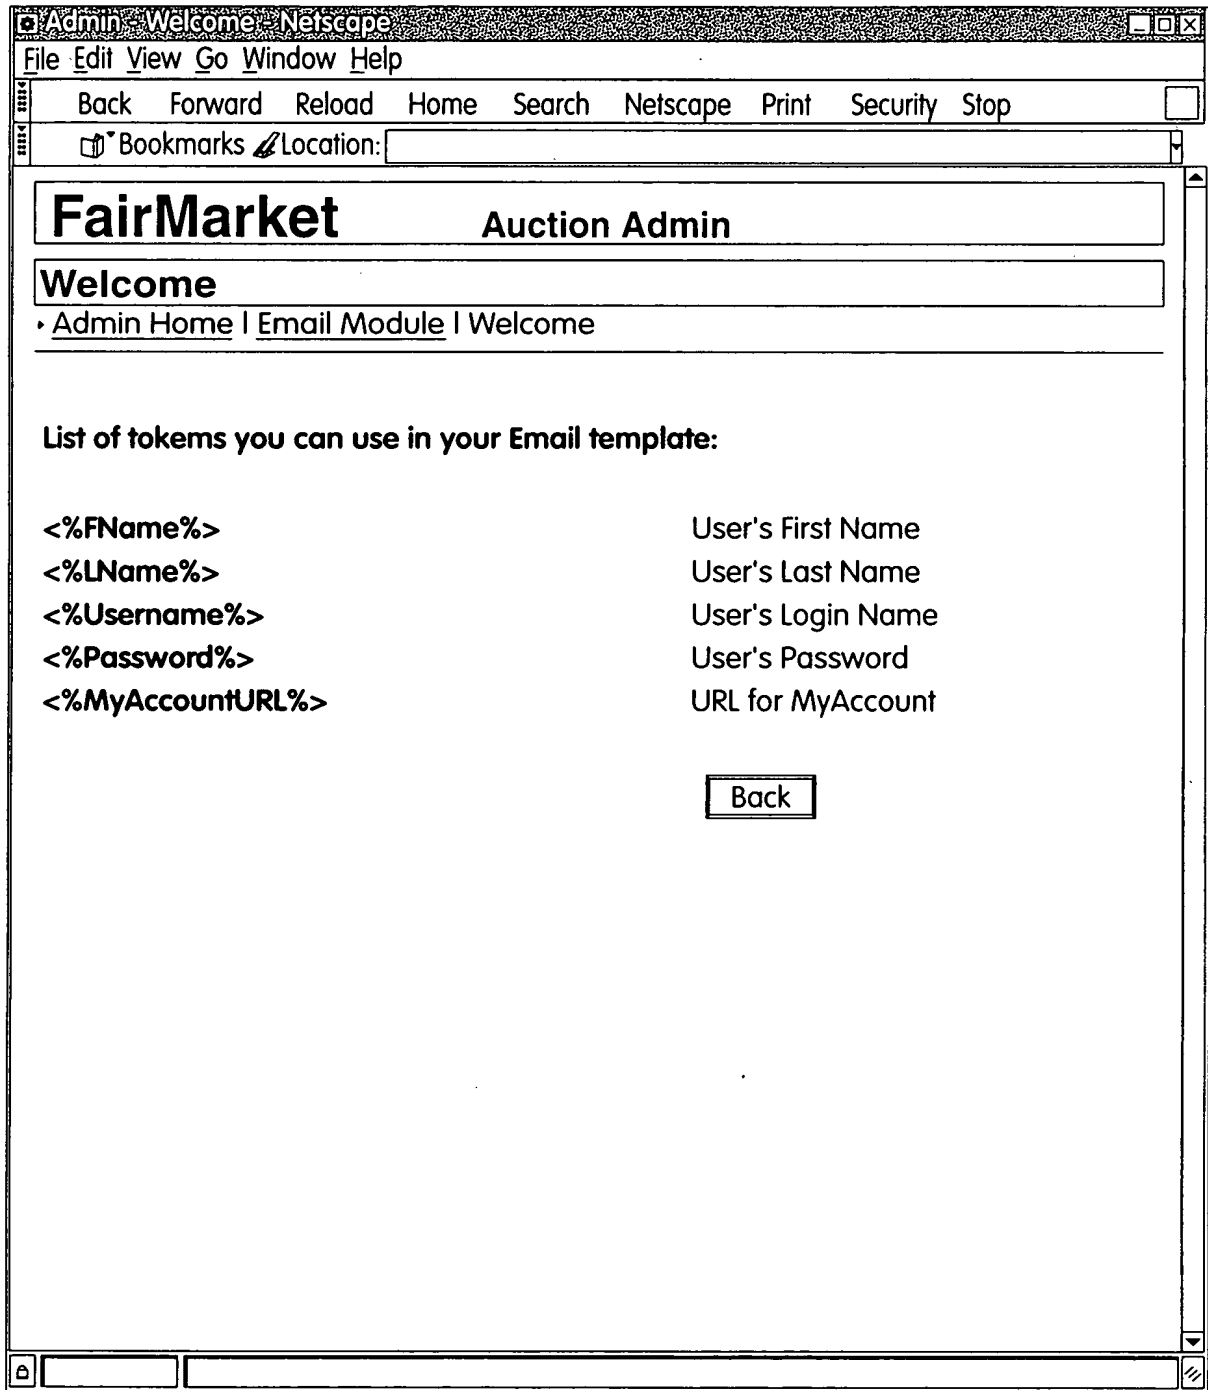 Admin - Welcome - Netscape
File Edit View Go Window Help
Back Forward Reload Home Search Netscape Print Security Stop
Bookmarks Location:
FairMarket Auction Admin
Welcome
Admin Home | Email Module | Welcome
List of tokems you can use in your Email template:
<%FName%> User's First Name
<%LName%> User's Last Name
<%Username%> User's Login Name
<%Password%> User's Password
<%MyAccountURL%> URL for MyAccount
Back